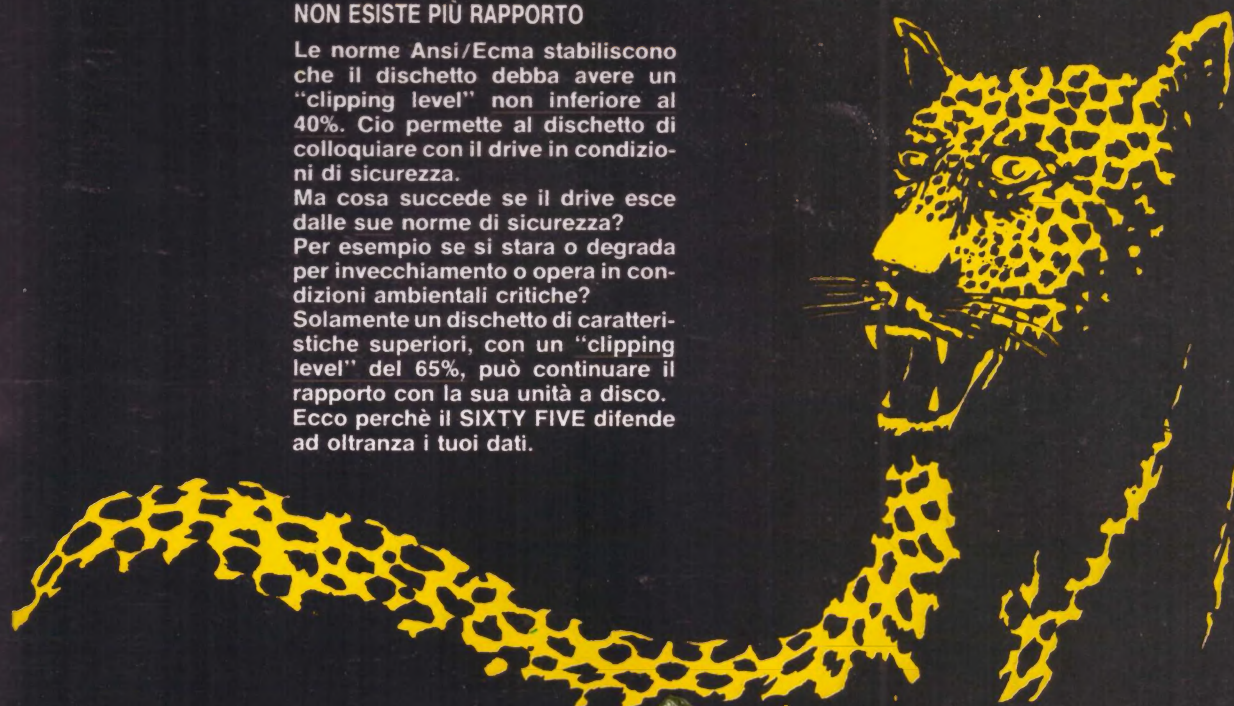 NON ESISTE PIÙ RAPPORTO
Le norme Ansi/Ecma stabiliscono
che il dischetto debba avere un
“clipping level” non inferiore al
40%. Cio permette al dischetto di
colloquiare con il drive in condizio-
ni di sicurezza.
Ma cosa succede se il drive esce
dalle sue norme di sicurezza?
Per esempio se si stara o degrada
per invecchiamento o opera in con-
dizioni ambientali critiche?
Solamente un dischetto di caratteri-
stiche superiori, con un “clipping
level” del 65%, può continuare il
rapporto con la sua unità a disco.
Ecco perchè il SIXTY FIVE difende
ad oltranza i tuoi dati.